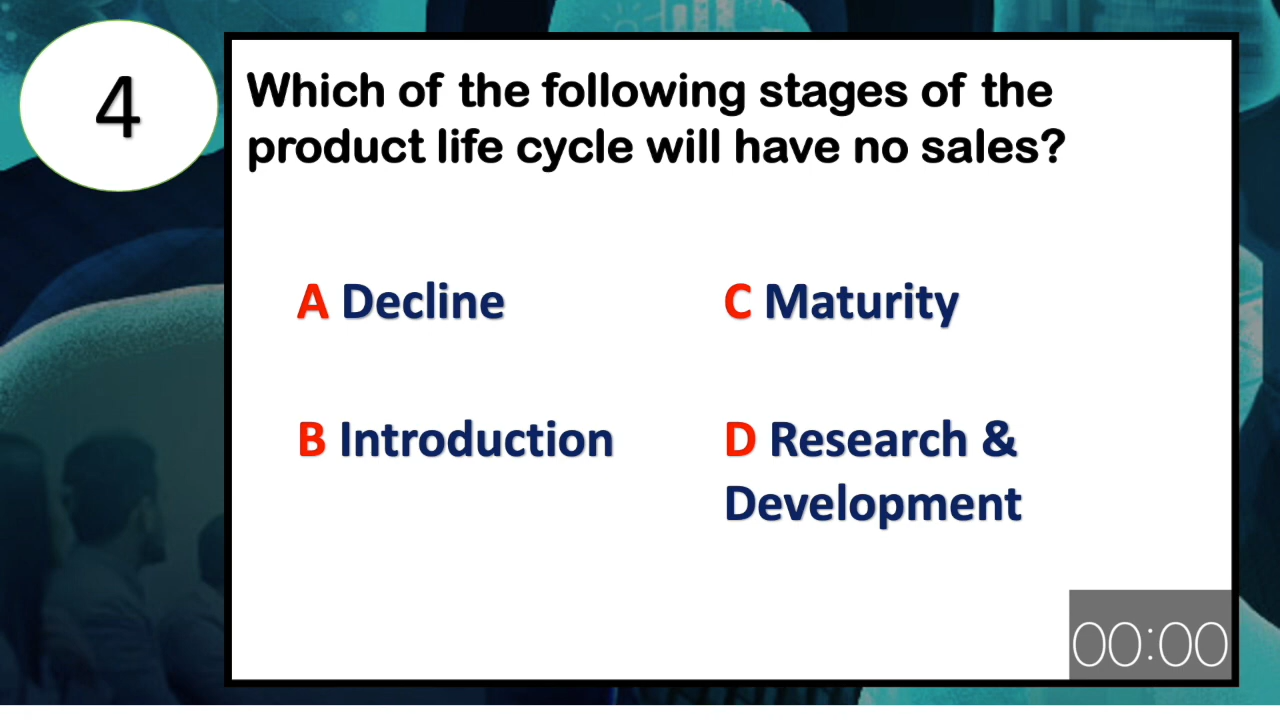 4
Which of the following stages of the
product life cycle will have no sales?
A Decline
C Maturity
B Introduction
D Research &
Development
00:00